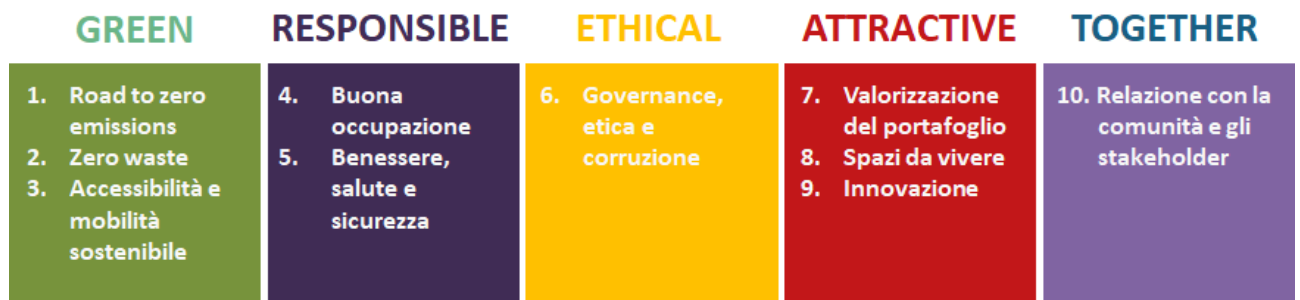 GREEN
1. Road to zero
emissions
2. Zero waste
3. Accessibilità e
mobilità
sostenibile
RESPONSIBLE
4. Buona
occupazione
5. Benessere,
salute e
sicurezza
ETHICAL
6. Governance,
etica e
corruzione
ATTRACTIVE
7. Valorizzazione
del portafoglio
8. Spazi da vivere
9. Innovazione
TOGETHER
10. Relazione con la
comunità e gli
stakeholder